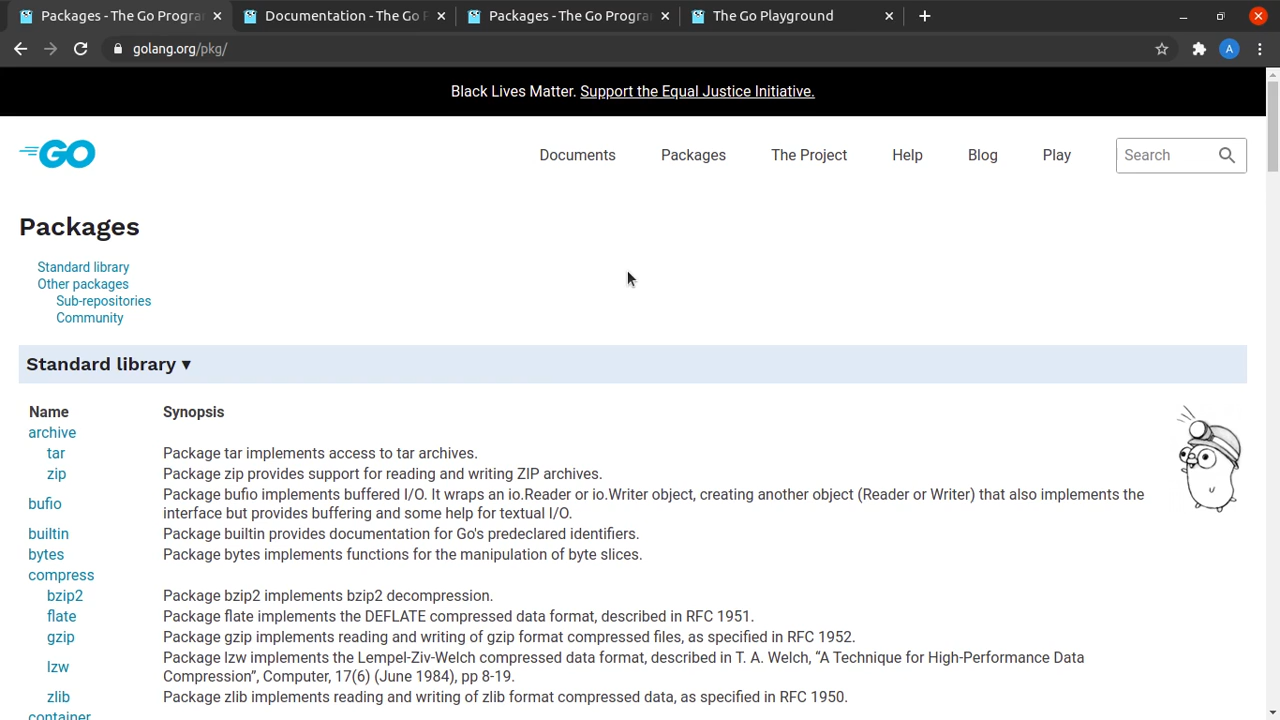 Packages - The Go Progra
Documentation - The Go P
Packages - The Go Progra
The Go Playground
golang.org/pkg/
A
Black Lives Matter. Support the Equal Justice Initiative.
GO
Documents
Packages
The Project
Help
Blog
Play
Search
Packages
Standard library
Other packages
Sub-repositories
Community
Standard library ▾
Name Synopsis
archive
tar Package tar implements access to tar archives.
zip Package zip provides support for reading and writing ZIP archives.
bufio Package bufio implements buffered I/O. It wraps an io.Reader or io.Writer object, creating another object (Reader or Writer) that also implements the
interface but provides buffering and some help for textual I/O.
builtin Package builtin provides documentation for Go's predeclared identifiers.
bytes Package bytes implements functions for the manipulation of byte slices.
compress
bzip2 Package bzip2 implements bzip2 decompression.
flate Package flate implements the DEFLATE compressed data format, described in RFC 1951.
gzip Package gzip implements reading and writing of gzip format compressed files, as specified in RFC 1952.
lzw Package lzw implements the Lempel-Ziv-Welch compressed data format, described in T. A. Welch, “A Technique for High-Performance Data
Compression”, Computer, 17(6) (June 1984), pp 8-19.
zlib Package zlib implements reading and writing of zlib format compressed data, as specified in RFC 1950.
container